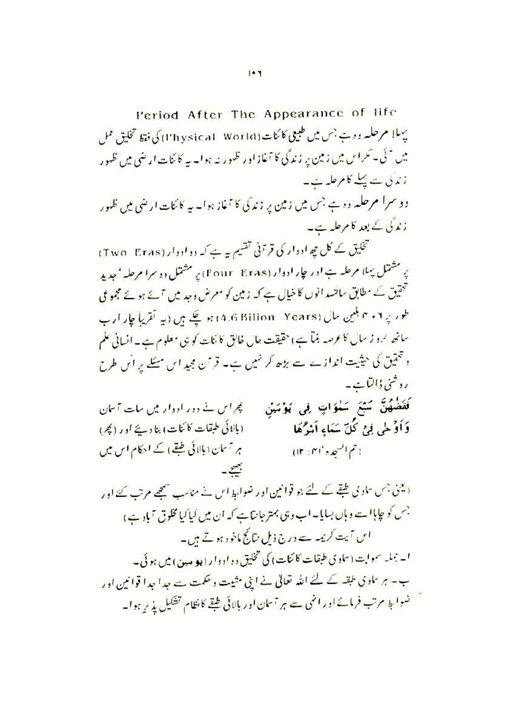 ۱۰۶
Period After The Appearance of life
پہلا مرحلہ وہ ہے جس میں طبیعی کائنات (Physical World) کی فقط تخلیق عمل
میں آئی۔ مگر اس میں زمین پر زندگی کا آغاز اور ظہور نہ ہوا۔ یہ کائنات ارضی میں ظہور
زندگی سے پہلے کا مرحلہ ہے۔
دوسرا مرحلہ وہ ہے جس میں زمین پر زندگی کا آغاز ہوا۔ یہ کائنات ارضی میں ظہور
زندگی کے بعد کا مرحلہ ہے۔
تخلیق کے کل چھ ادوار کی قرآنی تقسیم یہ ہے کہ دو ادوار (Two Eras)
پر مشتمل پہلا مرحلہ ہے اور چار ادوار (Four Eras) پر مشتمل دوسرا مرحلہ‘ جدید
تحقیق کے مطابق سائنسدانوں کا خیال ہے کہ زمین کو معرض وجد میں آئے ہوئے مجموعی
طور پر ۴.۶ بلین سال (4.6 Bilion Years) ہو چکے ہیں (یہ تقریباً چار ارب
ساٹھ کروڑ سال کا عرصہ بنتا ہے) حقیقت حال خالق کائنات کو ہی معلوم ہے۔ انسانی علم
و تحقیق کی حیثیت اندازے سے بڑھ کر نہیں ہے۔ قرآن مجید اس مسئلے پر اس طرح
روشنی ڈالتا ہے۔
فَقَضٰهُنَّ سَبْعَ سَمٰوَاتٍ فِی یَوْمَیْنِ پھر اس نے دو ادوار میں سات آسمان
وَاَوْحٰی فِیْ کُلِّ سَمَاءٍ اَمْرَهَا (بالائی طبقات کائنات) بنا دیئے اور (پھر)
(حم السجدہ‘ ۴۱: ۱۲) ہر آسمان (بالائی طبقے) کے احکام اس میں
بھیجے۔
(یعنی جس سماوی طبقے کے لئے جو قوانین اور ضوابط اس نے مناسب سمجھے مرتب کئے اور
جس کو چاہا اسے وہاں بسایا۔ اب وہی بہتر جانتا ہے کہ ان میں کیا کیا مخلوق آباد ہے)
اس آیت کریمہ سے درج ذیل نتائج ماخوذ ہوتے ہیں۔
ا۔ جملہ سموات (سماوی طبقات کائنات) کی تخلیق دو ادوار (یومین) میں ہوئی۔
ب۔ ہر سماوی طبقہ کے لئے اللہ تعالیٰ نے اپنی مشیت و حکمت سے جدا جدا قوانین اور
ضوابط مرتب فرمائے اور انہی سے ہر آسمان اور بالائی طبقے کا نظام تشکیل پذیر ہوا۔